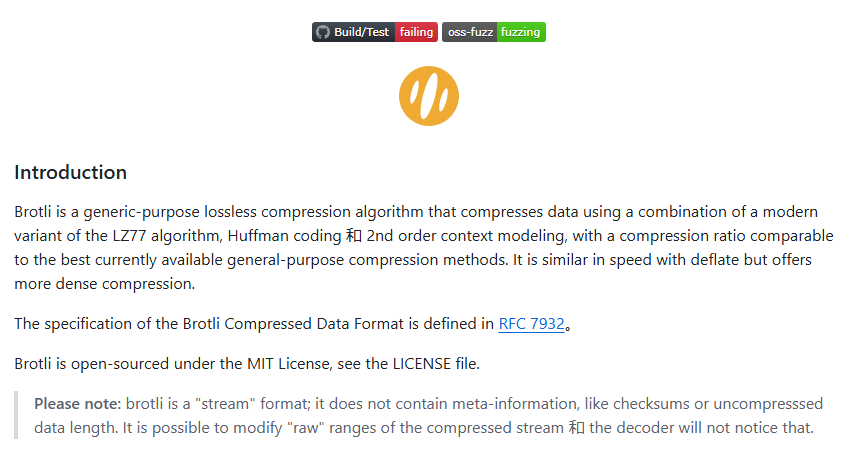 Build/Test failing oss-fuzz fuzzing
Introduction
Brotli is a generic-purpose lossless compression algorithm that compresses data using a combination of a modern
variant of the LZ77 algorithm, Huffman coding 和 2nd order context modeling, with a compression ratio comparable
to the best currently available general-purpose compression methods. It is similar in speed with deflate but offers
more dense compression.
The specification of the Brotli Compressed Data Format is defined in RFC 7932。
Brotli is open-sourced under the MIT License, see the LICENSE file.
Please note: brotli is a "stream" format; it does not contain meta-information, like checksums or uncompresssed
data length. It is possible to modify "raw" ranges of the compressed stream 和 the decoder will not notice that.